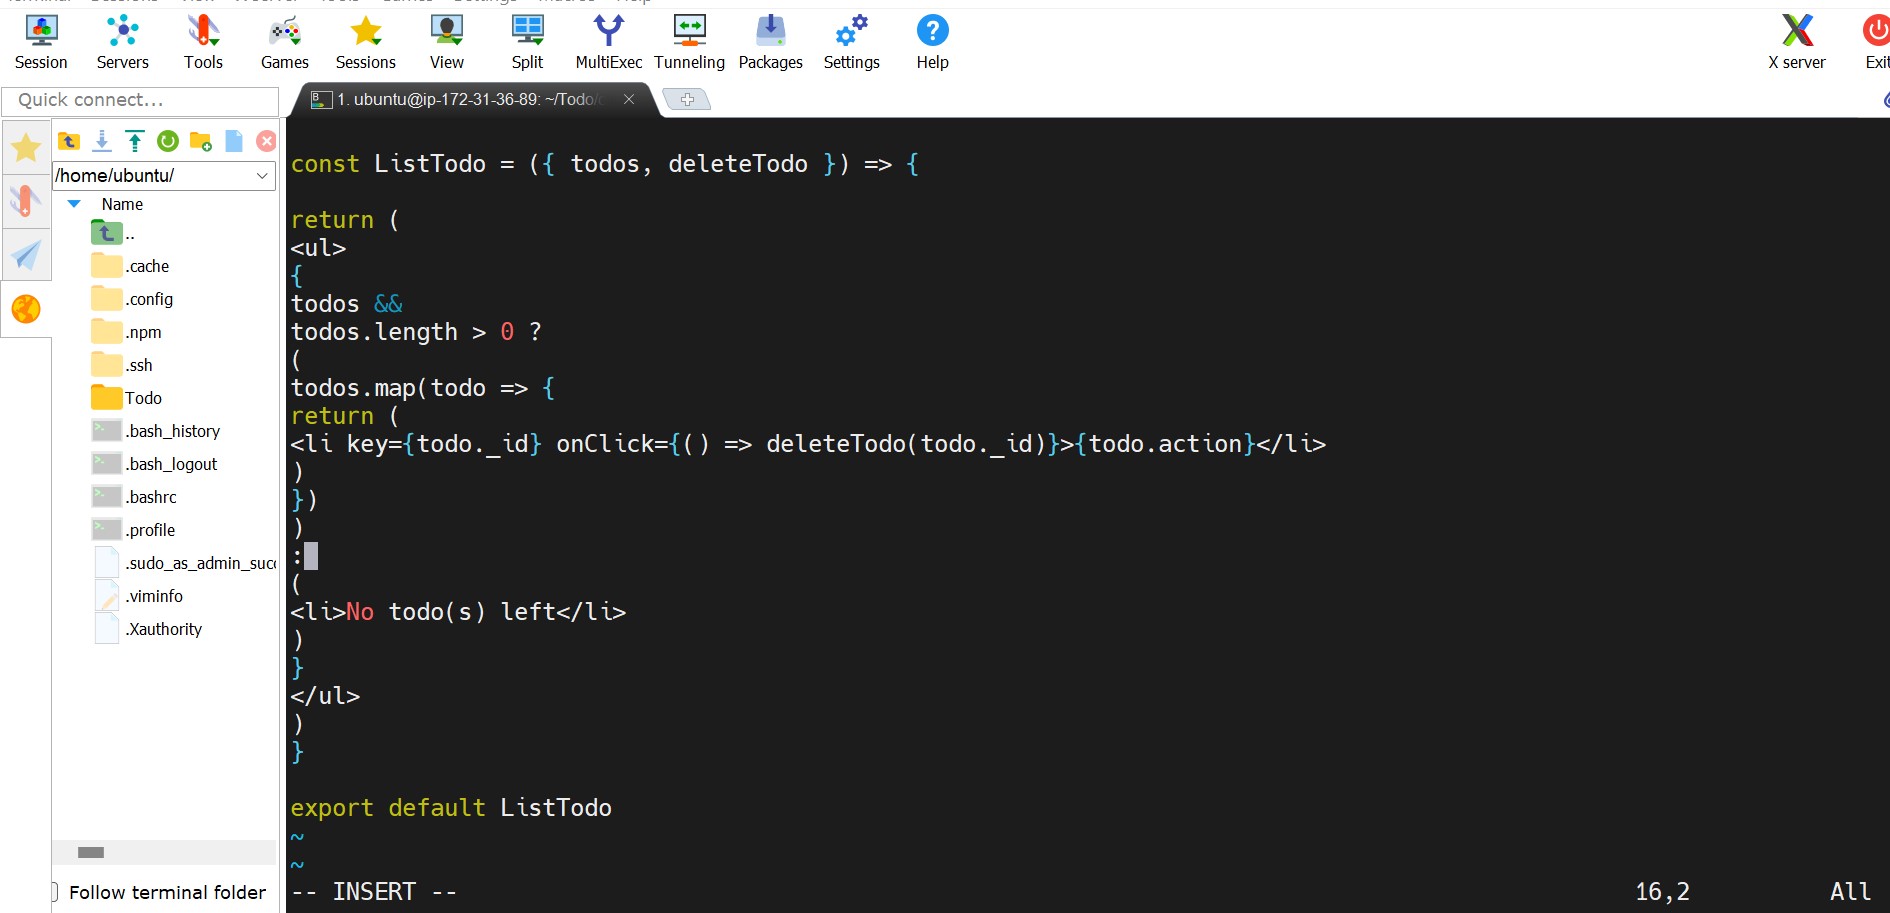 Session Servers Tools Games Sessions View Split MultiExec Tunneling Packages Settings Help X server Exit
Quick connect...
1. ubuntu@ip-172-31-36-89: ~/Todo/c
/home/ubuntu/
Name
..
.cache
.config
.npm
.ssh
Todo
.bash_history
.bash_logout
.bashrc
.profile
.sudo_as_admin_succ
.viminfo
.Xauthority
Follow terminal folder
const ListTodo = ({ todos, deleteTodo }) => {
return (
<ul>
{
todos &&
todos.length > 0 ?
(
todos.map(todo => {
return (
<li key={todo._id} onClick={() => deleteTodo(todo._id)}>{todo.action}</li>
)
})
)
:
(
<li>No todo(s) left</li>
)
}
</ul>
)
}
export default ListTodo
~
~
-- INSERT -- 16,2 All